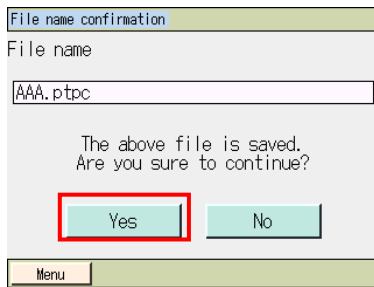 File name confirmation
File name
AAA.ptpc
The above file is saved.
Are you sure to continue?
Yes No
Menu